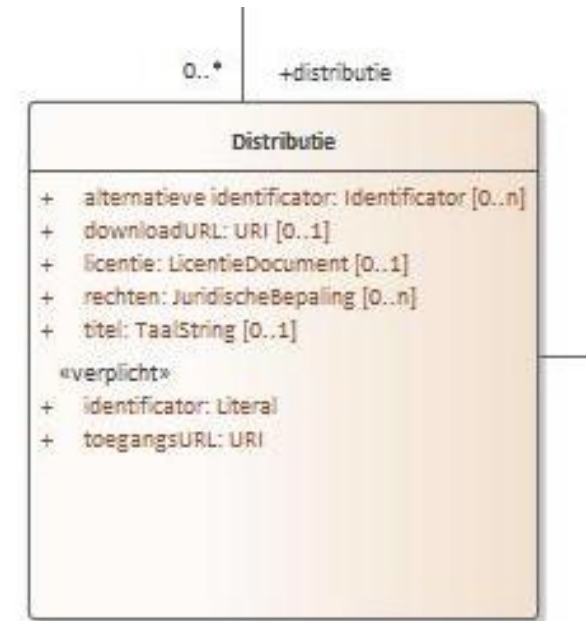 0..* +distributie
Distributie
+ alternatieve identificator: Identificator [0..n]
+ downloadURL: URI [0..1]
+ licentie: LicentieDocument [0..1]
+ rechten: JuridischeBepaling [0..n]
+ titel: TaalString [0..1]
«verplicht»
+ identificator: Literal
+ toegangsURL: URI